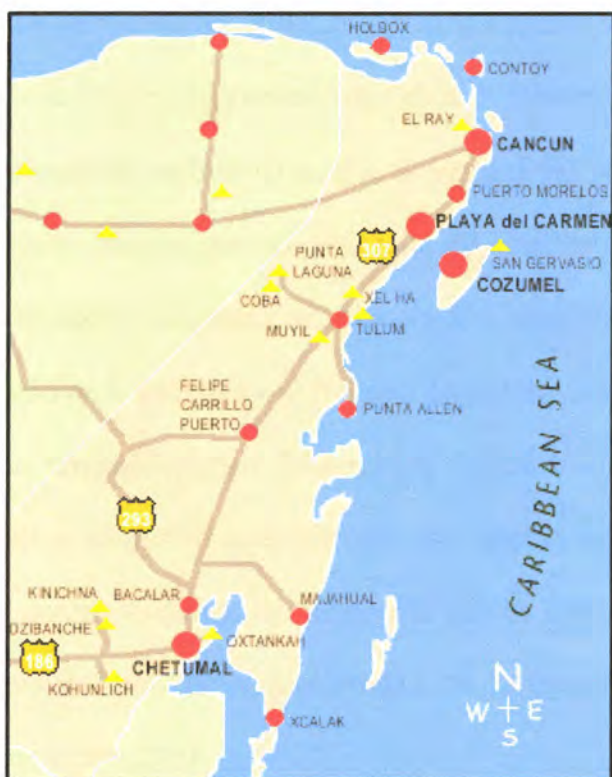 HOLBOX
CONTOY
EL RAY
CANCUN
PUERTO MORELOS
PLAYA del CARMEN
307
PUNTA
LAGUNA
SAN GERVASIO
COZUMEL
COBA
XEL HA
MUYIL
TULUM
FELIPE
CARRILLO
PUERTO
PUNTA ALLEN
CARIBBEAN SEA
293
KINICHNA
BACALAR
MAJAHUAL
DZIBANCHE
OXTANKAH
186
CHETUMAL
KOHUNLICH
XCALAK
N
W E
S